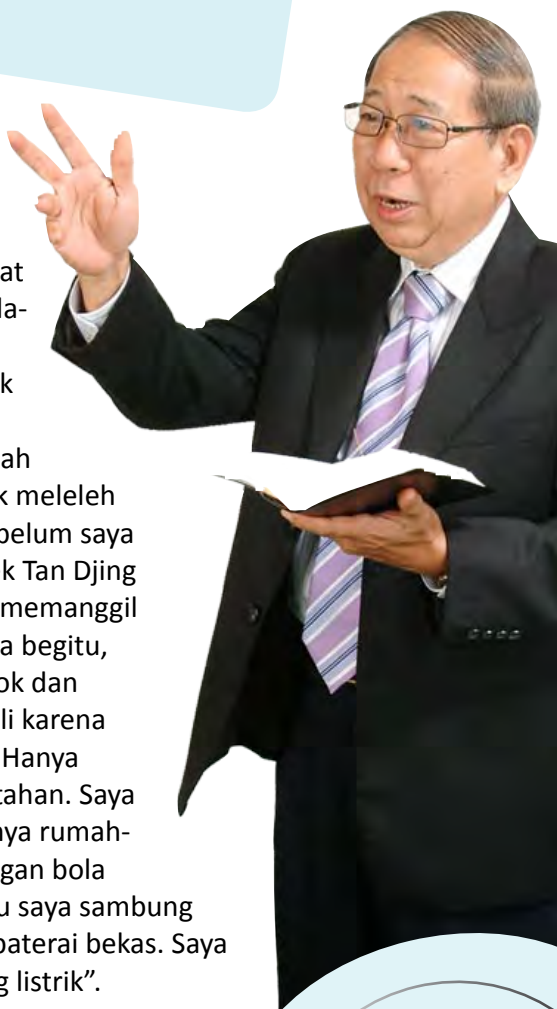 at
la-
k
ah
k meleleh
belum saya
k Tan Djing
memanggil
a begitu,
ok dan
li karena
Hanya
tahan. Saya
nya rumah-
gan bola
u saya sambung
baterai bekas. Saya
g listrik”.